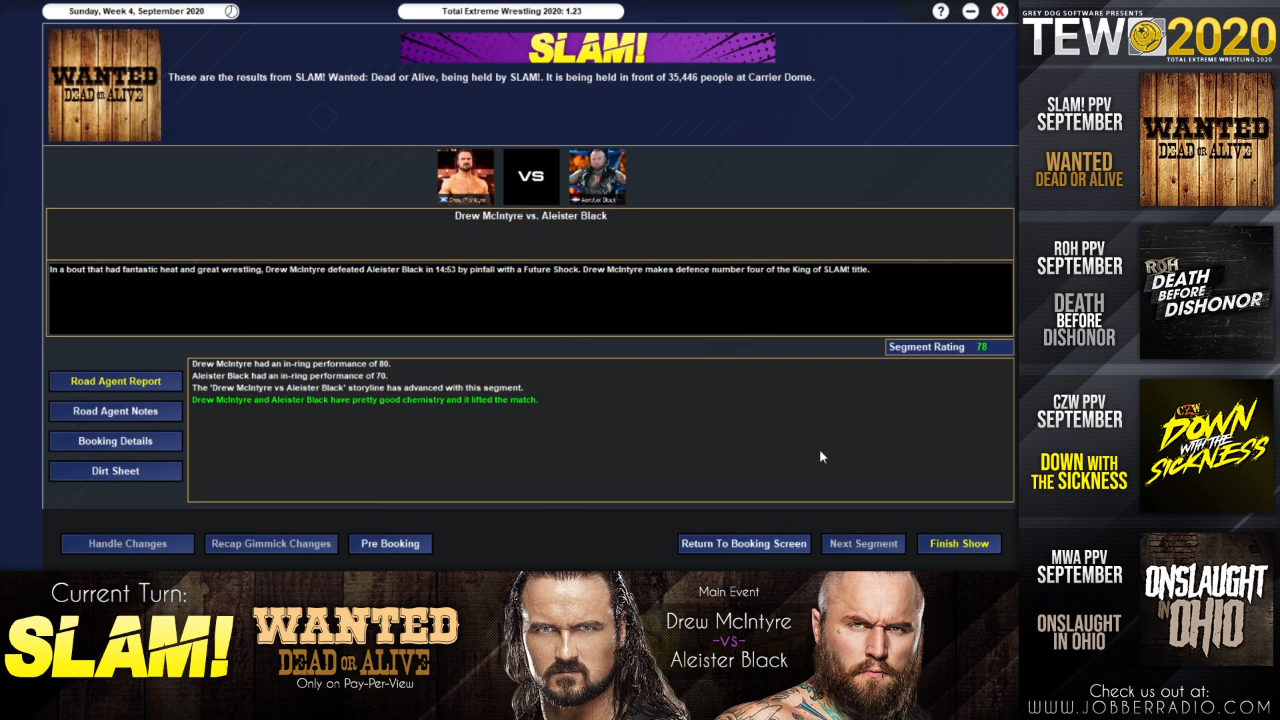 Sunday, Week 4, September 2020
Total Extreme Wrestling 2020: 1.23
?
X
WANTED
DEAD OR ALIVE
SLAM!
These are the results from SLAM! Wanted: Dead or Alive, being held by SLAM!. It is being held in front of 35,446 people at Carrier Dome.
Drew McIntyre
VS
Aleister Black
Drew McIntyre vs. Aleister Black
In a bout that had fantastic heat and great wrestling, Drew McIntyre defeated Aleister Black in 14:53 by pinfall with a Future Shock. Drew McIntyre makes defence number four of the King of SLAM! title.
Segment Rating 78
Road Agent Report
Road Agent Notes
Booking Details
Dirt Sheet
Drew McIntyre had an in-ring performance of 80.
Aleister Black had an in-ring performance of 70.
The 'Drew McIntyre vs Aleister Black' storyline has advanced with this segment.
Drew McIntyre and Aleister Black have pretty good chemistry and it lifted the match.
Handle Changes
Recap Gimmick Changes
Pre Booking
Return To Booking Screen
Next Segment
Finish Show
Current Turn:
SLAM!
WANTED
DEAD OR ALIVE
Only on Pay-Per-View
Main Event
Drew McIntyre
-VS-
Aleister Black
GREY DOG SOFTWARE PRESENTS
TEW 2020
TOTAL EXTREME WRESTLING 2020
SLAM! PPV
SEPTEMBER
WANTED
DEAD OR ALIVE
WANTED
DEAD OR ALIVE
ROH PPV
SEPTEMBER
DEATH
BEFORE
DISHONOR
ROH
DEATH
BEFORE
DISHONOR
CZW PPV
SEPTEMBER
DOWN WITH
THE SICKNESS
CZW
DOWN
WITH THE
SICKNESS
MWA PPV
SEPTEMBER
ONSLAUGHT
IN OHIO
ONSLAUGHT
IN OHIO
Check us out at:
WWW.JOBBERRADIO.COM